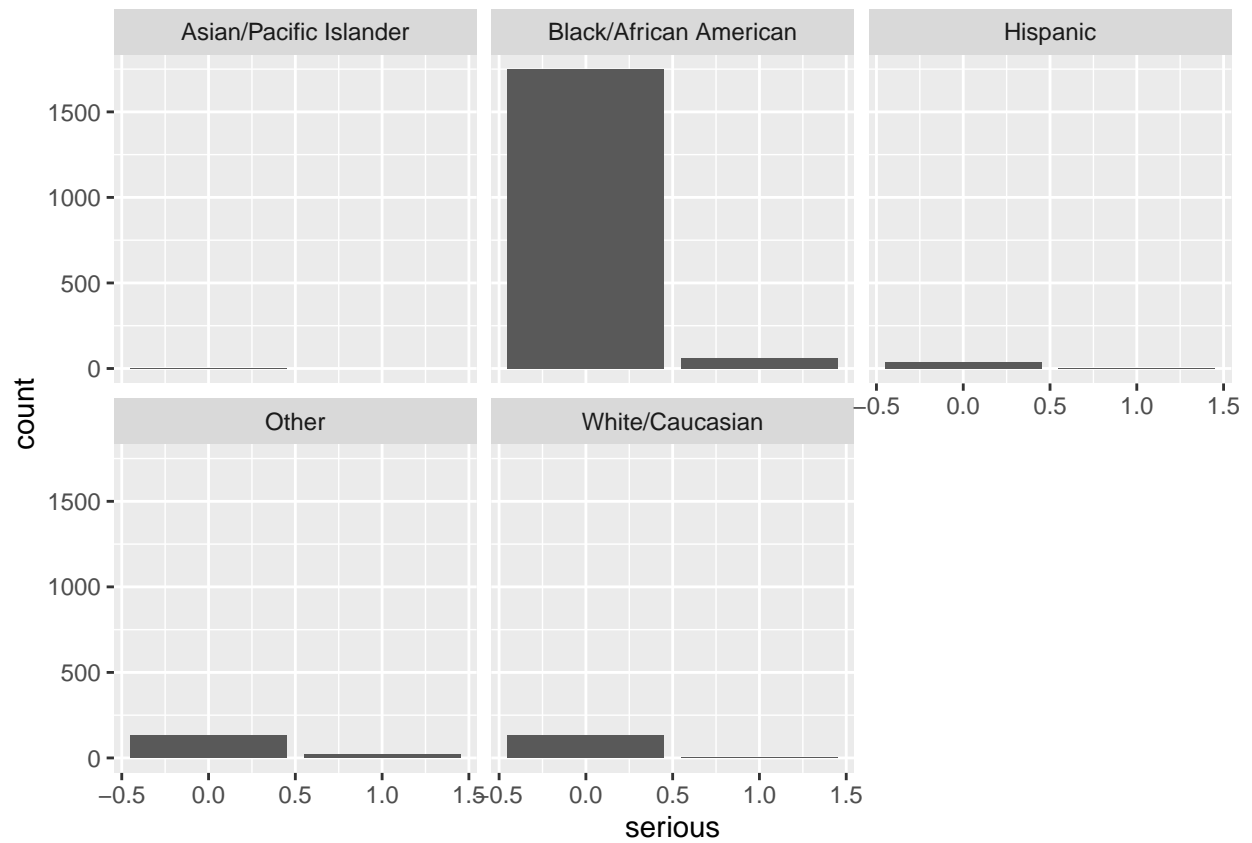 Asian/Pacific Islander
Black/African American
Hispanic
1500
1000
500
0
−0.5 0.0 0.5 1.0 1.5
count
Other
White/Caucasian
1500
1000
500
0
−0.5 0.0 0.5 1.0 1.5
−0.5 0.0 0.5 1.0 1.5
serious